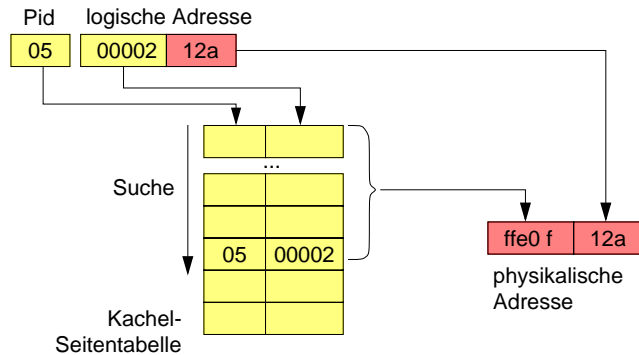 Pid logische Adresse
05 00002 12a
...
Suche
05 00002
ffe0 f 12a
physikalische
Adresse
Kachel-
Seitentabelle